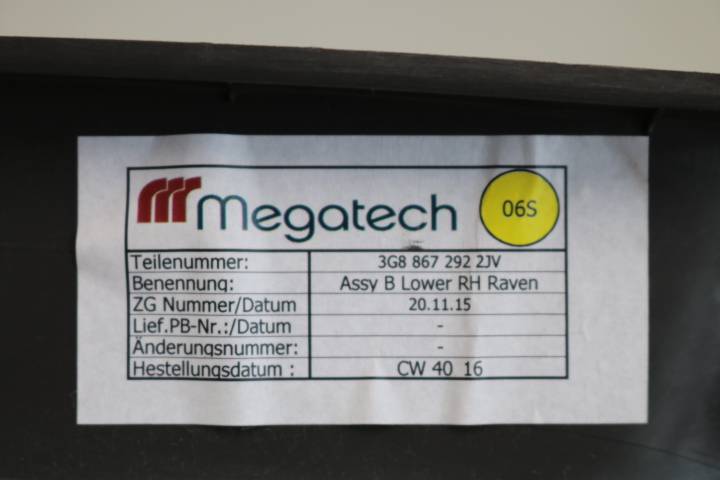 Megatech 06S
Teilenummer: 3G8 867 292 2JV
Benennung: Assy B Lower RH Raven
ZG Nummer/Datum 20.11.15
Lief.PB-Nr.:/Datum -
Änderungsnummer: -
Hestellungsdatum : CW 40 16